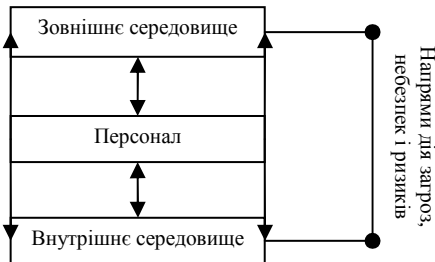 Зовнішнє середовище
Персонал
Внутрішнє середовище
Напрями дія загроз,
небезпек і ризиків